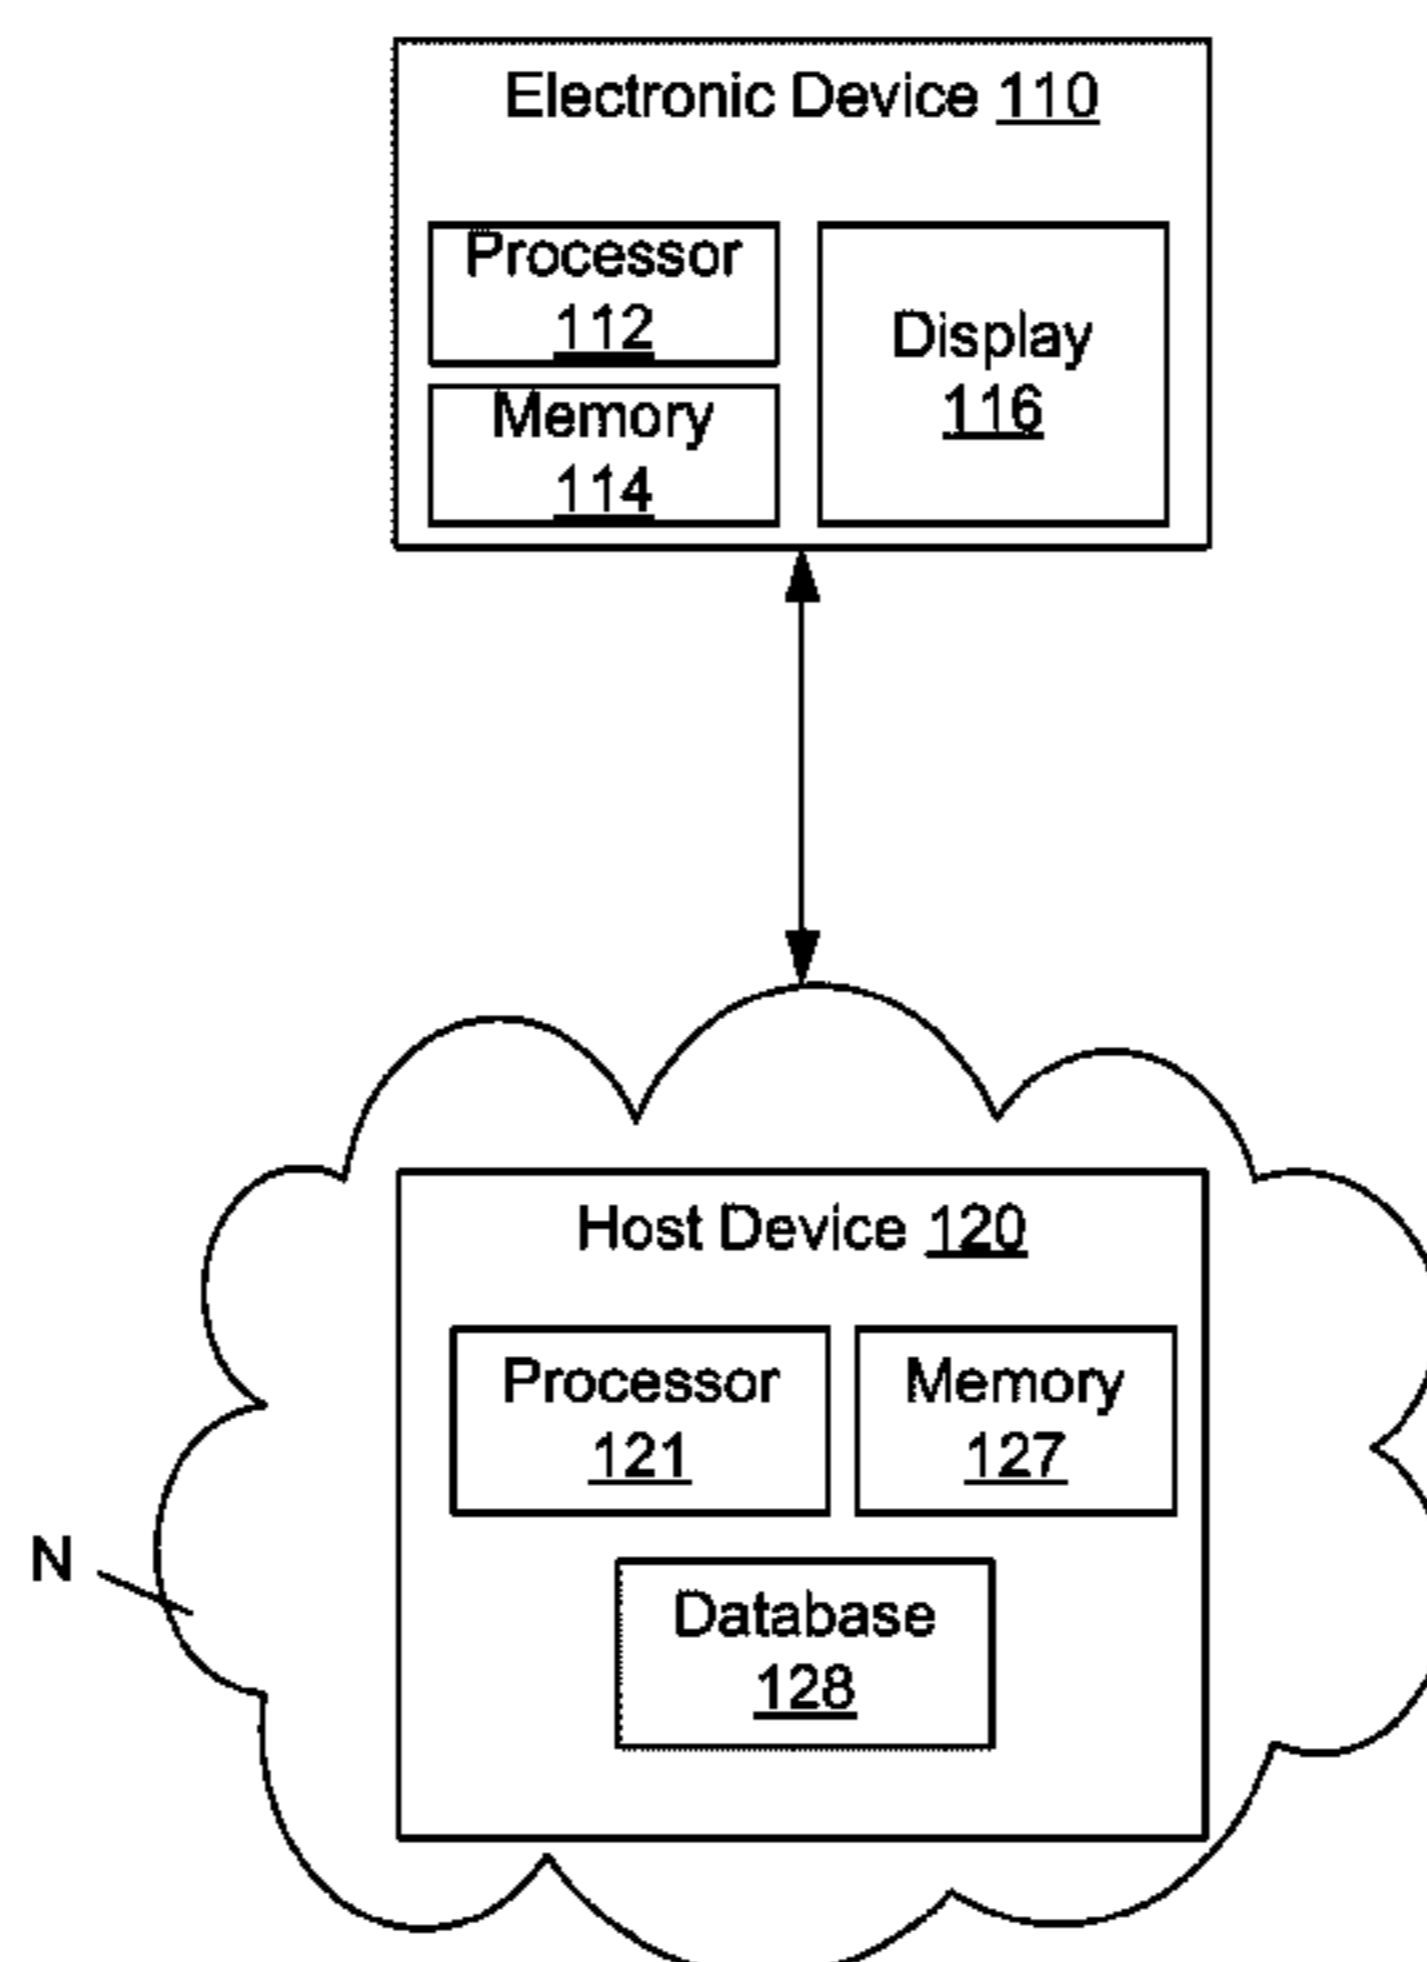 Electronic Device 110
Processor
112
Memory
114
Display
116
Host Device 120
Processor
121
Memory
127
Database
128
N